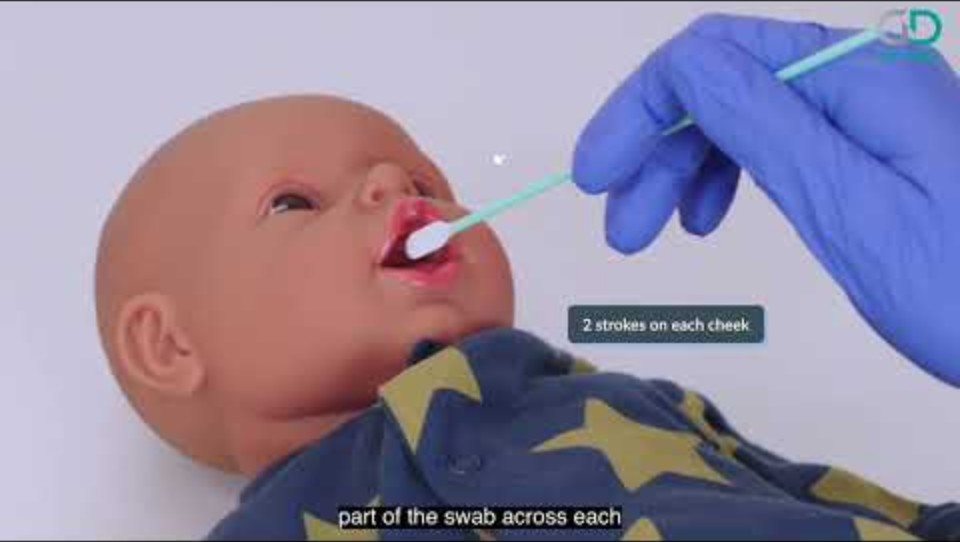 2 strokes on each cheek
part of the swab across each